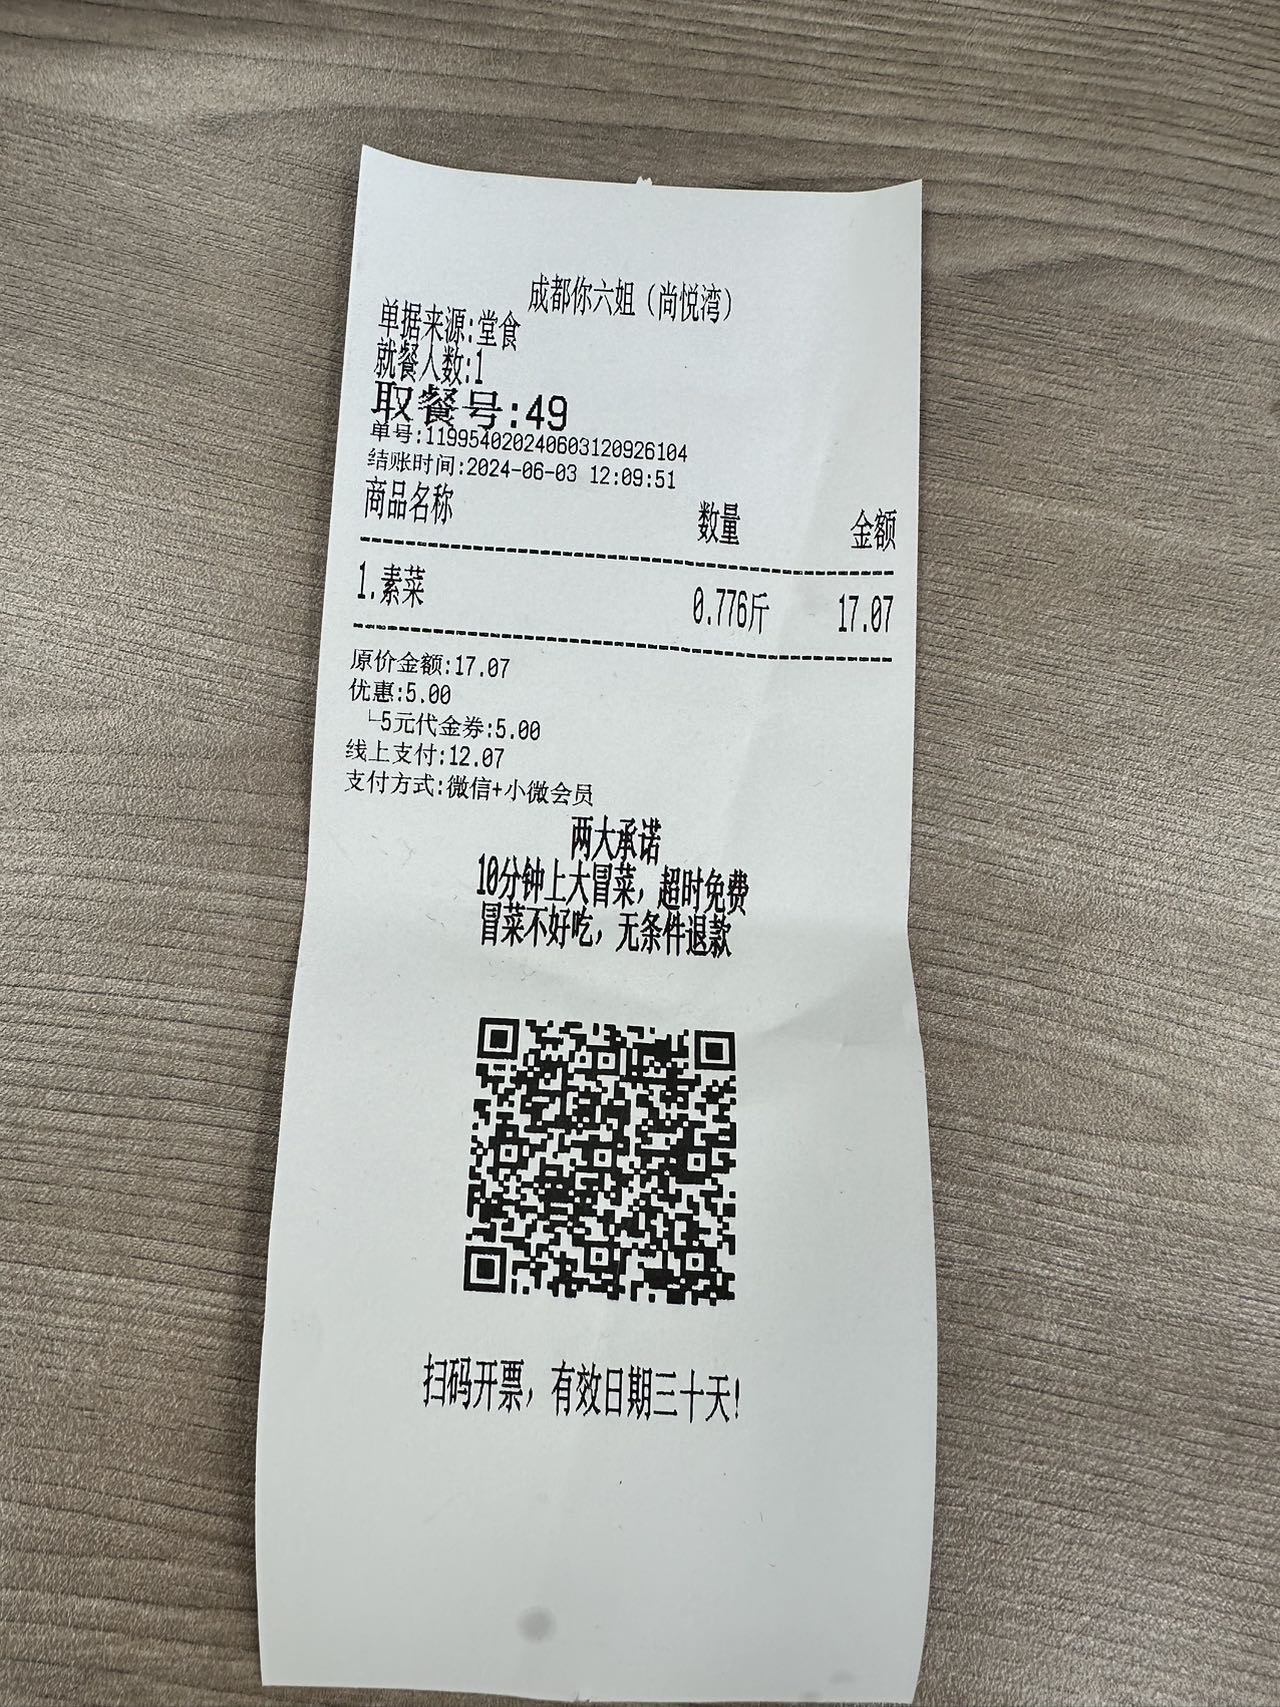 成都你六姐（尚悦湾）
单据来源:堂食
就餐人数:1
取餐号:49
单号:119954020240603120926104
结账时间:2024-06-03 12:09:51
商品名称 数量 金额
1.素菜 0.776斤 17.07
原价金额:17.07
优惠:5.00
└5元代金券:5.00
线上支付:12.07
支付方式:微信+小微会员
两大承诺
10分钟上大冒菜，超时免费
冒菜不好吃，无条件退款
扫码开票，有效日期三十天!